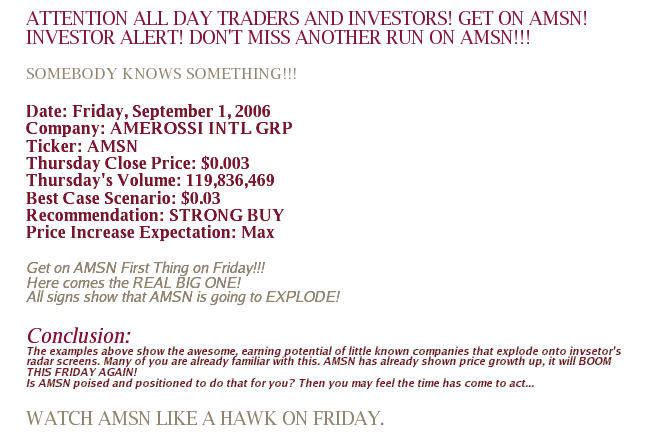 ATTENTION ALL DAY TRADERS AND INVESTORS! GET ON AMSN!
INVESTOR ALERT! DON'T MISS ANOTHER RUN ON AMSN!!!
SOMEBODY KNOWS SOMETHING!!!
Date: Friday, September 1, 2006
Company: AMEROSSI INTL GRP
Ticker: AMSN
Thursday Close Price: $0.003
Thursday's Volume: 119,836,469
Best Case Scenario: $0.03
Recommendation: STRONG BUY
Price Increase Expectation: Max
Get on AMSN First Thing on Friday!!!
Here comes the REAL BIG ONE!
All signs show that AMSN is going to EXPLODE!
Conclusion:
The examples above show the awesome, earning potential of little known companies that explode onto invsetor's
radar screens. Many of you are already familiar with this. AMSN has already shown price growth up, it will BOOM
THIS FRIDAY AGAIN!
Is AMSN poised and positioned to do that for you? Then you may feel the time has come to act...
WATCH AMSN LIKE A HAWK ON FRIDAY.